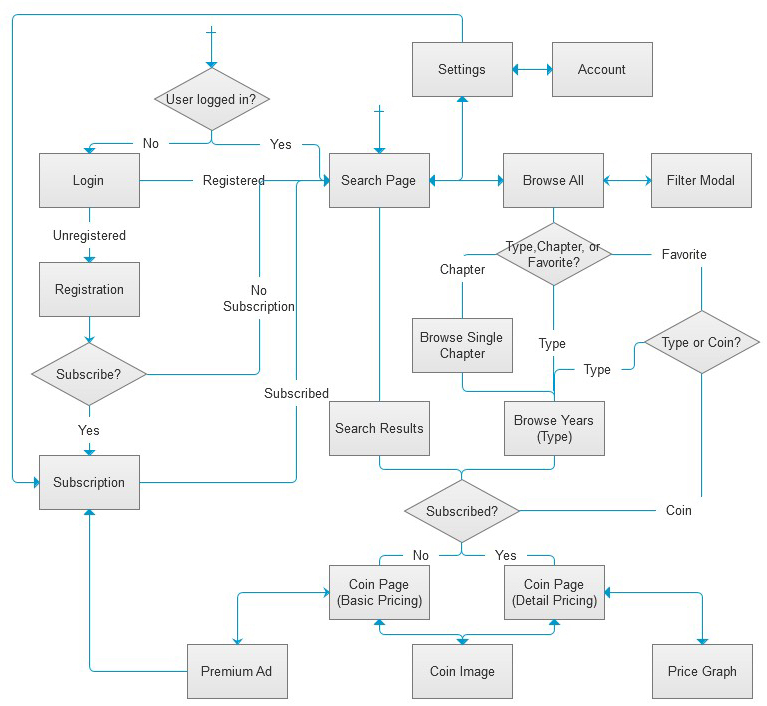 Settings
Account
User logged in?
No
Yes
Login
Registered
Search Page
Browse All
Filter Modal
Unregistered
Type,Chapter, or
Favorite?
Favorite
Chapter
Registration
No
Subscription
Browse Single
Chapter
Type
Type or Coin?
Type
Subscribe?
Subscribed
Search Results
Browse Years
(Type)
Yes
Subscription
Subscribed?
Coin
No
Yes
Coin Page
(Basic Pricing)
Coin Page
(Detail Pricing)
Premium Ad
Coin Image
Price Graph